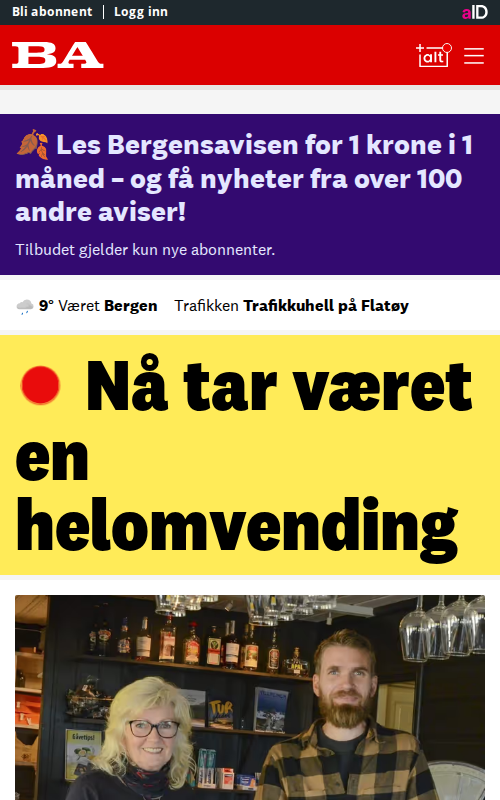 Bli abonnent | Logg inn
aID
BA
+alt
Les Bergensavisen for 1 krone i 1
måned – og få nyheter fra over 100
andre aviser!
Tilbudet gjelder kun nye abonnenter.
9° Været Bergen Trafikken Trafikkuhell på Flatøy
Nå tar været
en
helomvending
TUR